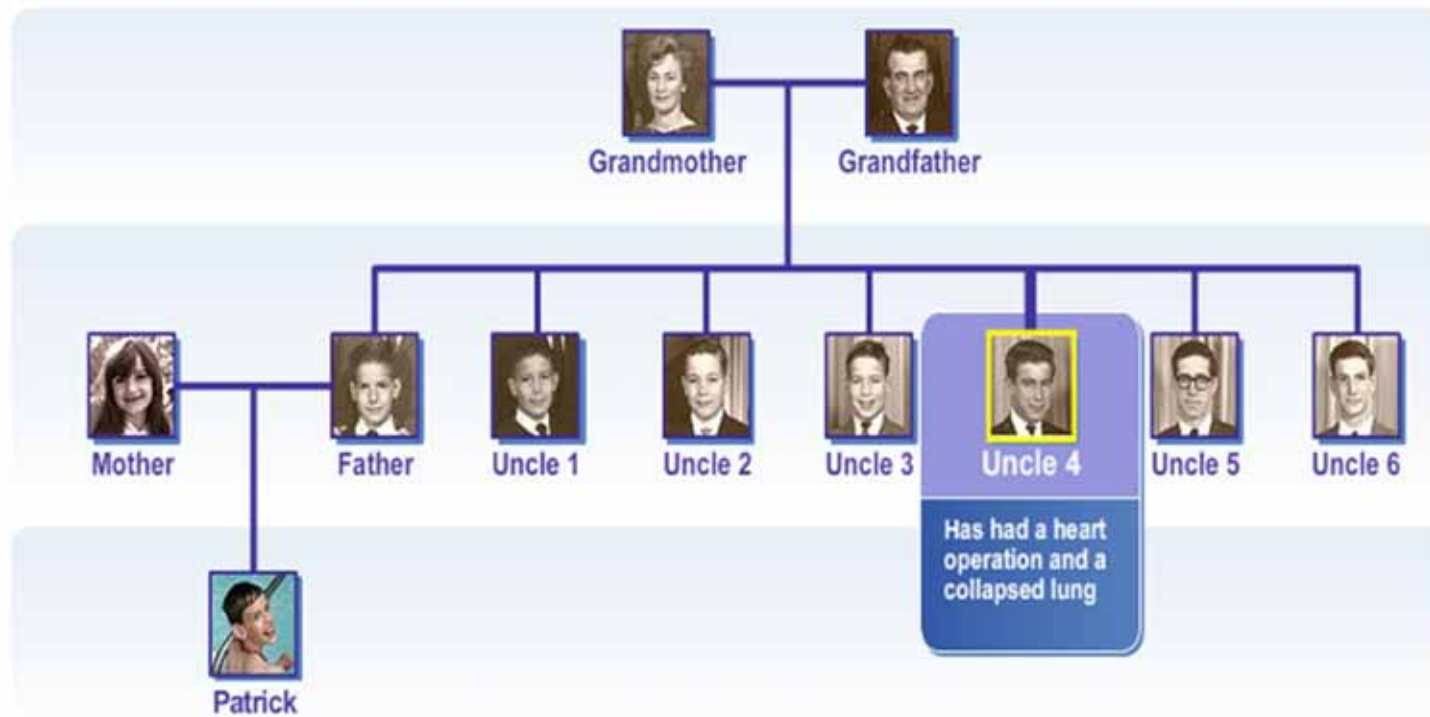 Grandmother
Grandfather
Mother
Father
Uncle 1
Uncle 2
Uncle 3
Uncle 4
Uncle 5
Uncle 6
Has had a heart
operation and a
collapsed lung
Patrick